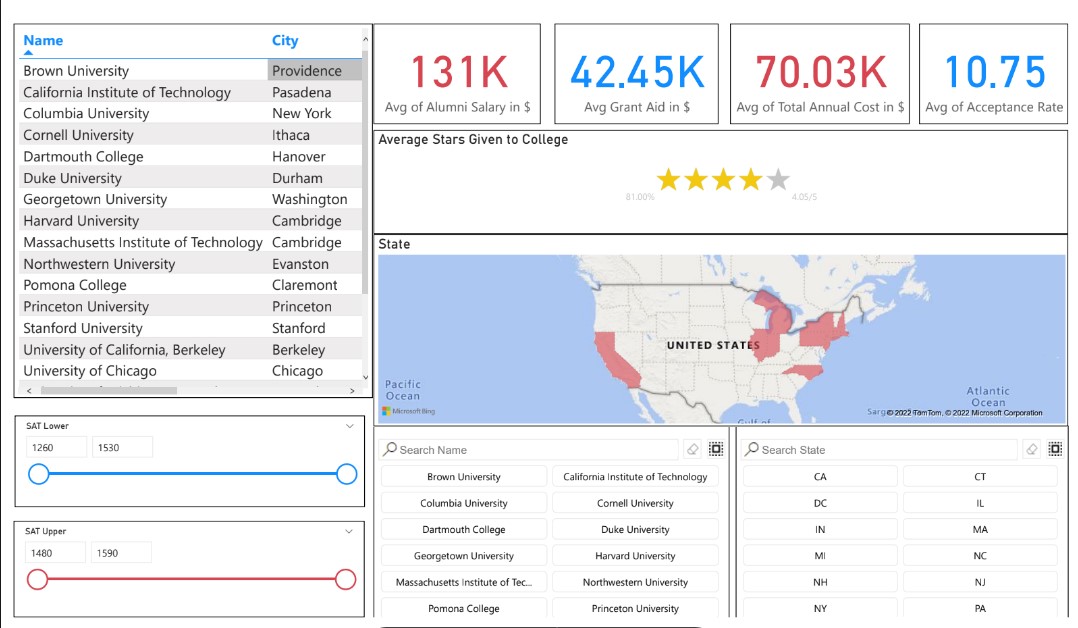 Name City
Brown University Providence
California Institute of Technology Pasadena
Columbia University New York
Cornell University Ithaca
Dartmouth College Hanover
Duke University Durham
Georgetown University Washington
Harvard University Cambridge
Massachusetts Institute of Technology Cambridge
Northwestern University Evanston
Pomona College Claremont
Princeton University Princeton
Stanford University Stanford
University of California, Berkeley Berkeley
University of Chicago Chicago
131K
Avg of Alumni Salary in $
42.45K
Avg Grant Aid in $
70.03K
Avg of Total Annual Cost in $
10.75
Avg of Acceptance Rate
Average Stars Given to College
81.00% 4.05/5
State
UNITED STATES
Pacific
Ocean
Atlantic
Ocean
Microsoft Bing
Gulf of
Sarg
© 2022 TomTom, © 2022 Microsoft Corporation
SAT Lower
1260 1530
SAT Upper
1480 1590
Search Name
Brown University California Institute of Technology
Columbia University Cornell University
Dartmouth College Duke University
Georgetown University Harvard University
Massachusetts Institute of Tec... Northwestern University
Pomona College Princeton University
Search State
CA CT
DC IL
IN MA
MI NC
NH NJ
NY PA